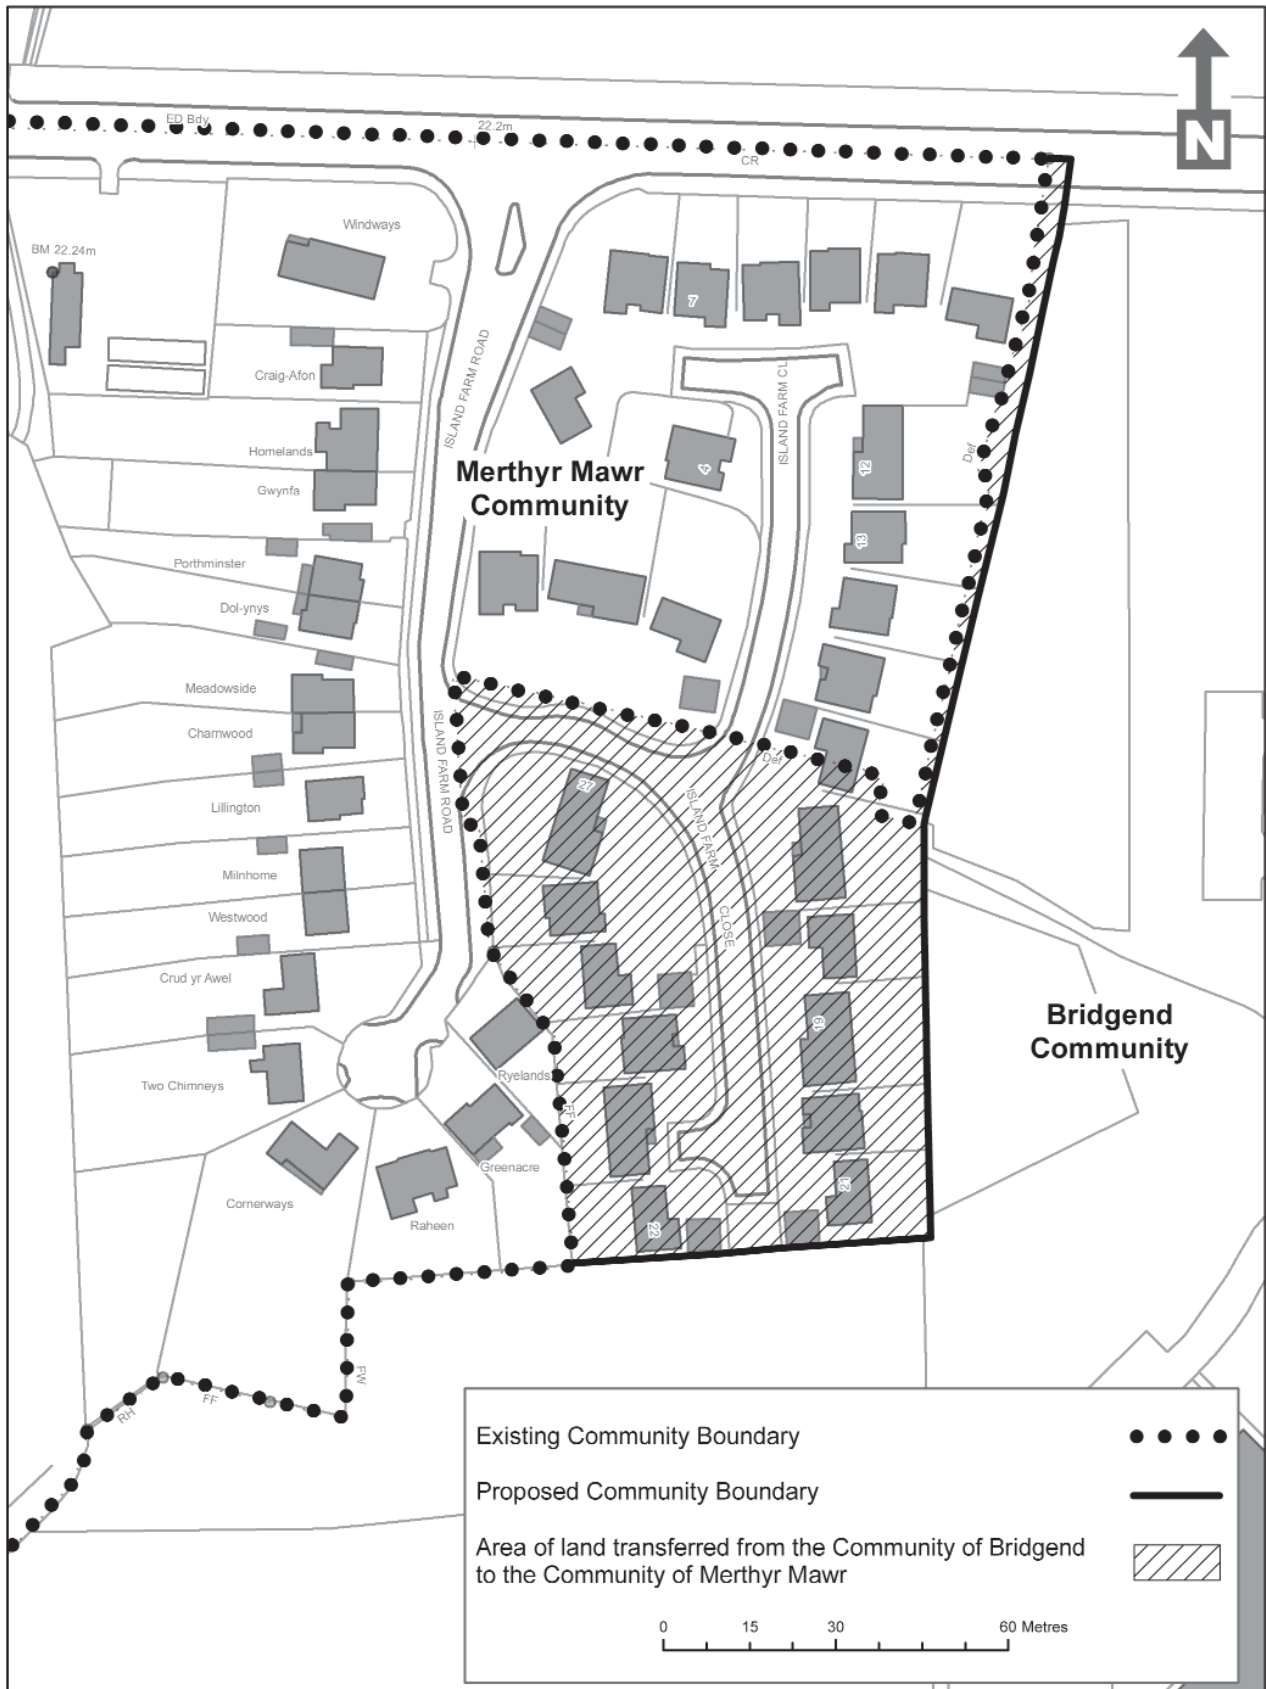 ED Bdy
22.2m
CR
N
Windways
BM 22.24m
7
ISLAND FARM ROAD
Craig-Afon
ISLAND FARM CL
Homelands
Def
Merthyr Mawr
Community
4
12
Gwynfa
13
Porthminster
Dol-ynys
Meadowside
Charnwood
ISLAND FARM ROAD
Def
27
ISLAND FARM
CLOSE
Lillington
Milnhome
Westwood
Crud yr Awel
19
Bridgend
Community
Two Chimneys
Ryelands
FF
Greenacre
Cornerways
Raheen
21
22
FW
FF
RH
Existing Community Boundary
Proposed Community Boundary
Area of land transferred from the Community of Bridgend
to the Community of Merthyr Mawr
0 15 30 60 Metres